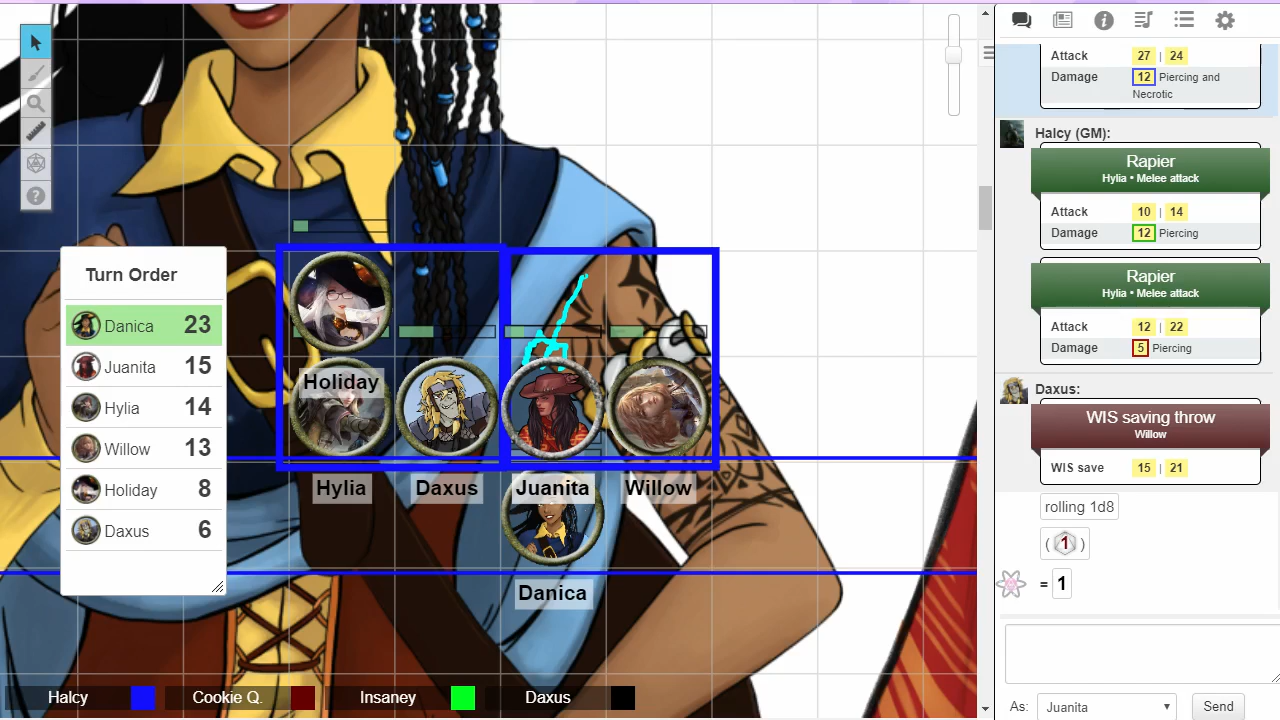 Attack 27 | 24
Damage 12 Piercing and
Necrotic
Halcy (GM):
Rapier
Hylia • Melee attack
Attack 10 | 14
Damage 12 Piercing
Rapier
Hylia • Melee attack
Attack 12 | 22
Damage 5 Piercing
Daxus:
WIS saving throw
Willow
WIS save 15 | 21
rolling 1d8
( 1 )
= 1
As: Juanita Send
Turn Order
Danica 23
Juanita 15
Hylia 14
Willow 13
Holiday 8
Daxus 6
Holiday
Hylia Daxus Juanita Willow
Danica
Halcy Cookie Q. Insaney Daxus